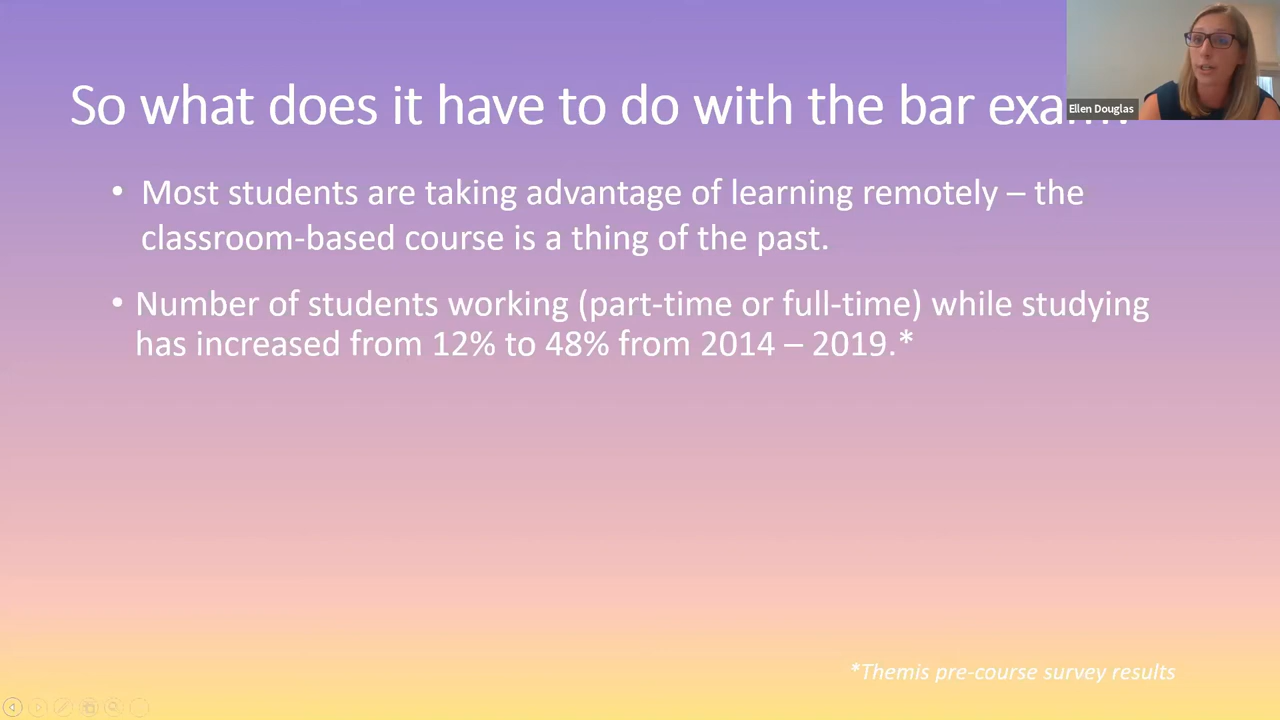 So what does it have to do with the bar
Ellen Douglas
• Most students are taking advantage of learning remotely – the
classroom-based course is a thing of the past.
• Number of students working (part-time or full-time) while studying
has increased from 12% to 48% from 2014 – 2019.*
*Themis pre-course survey results